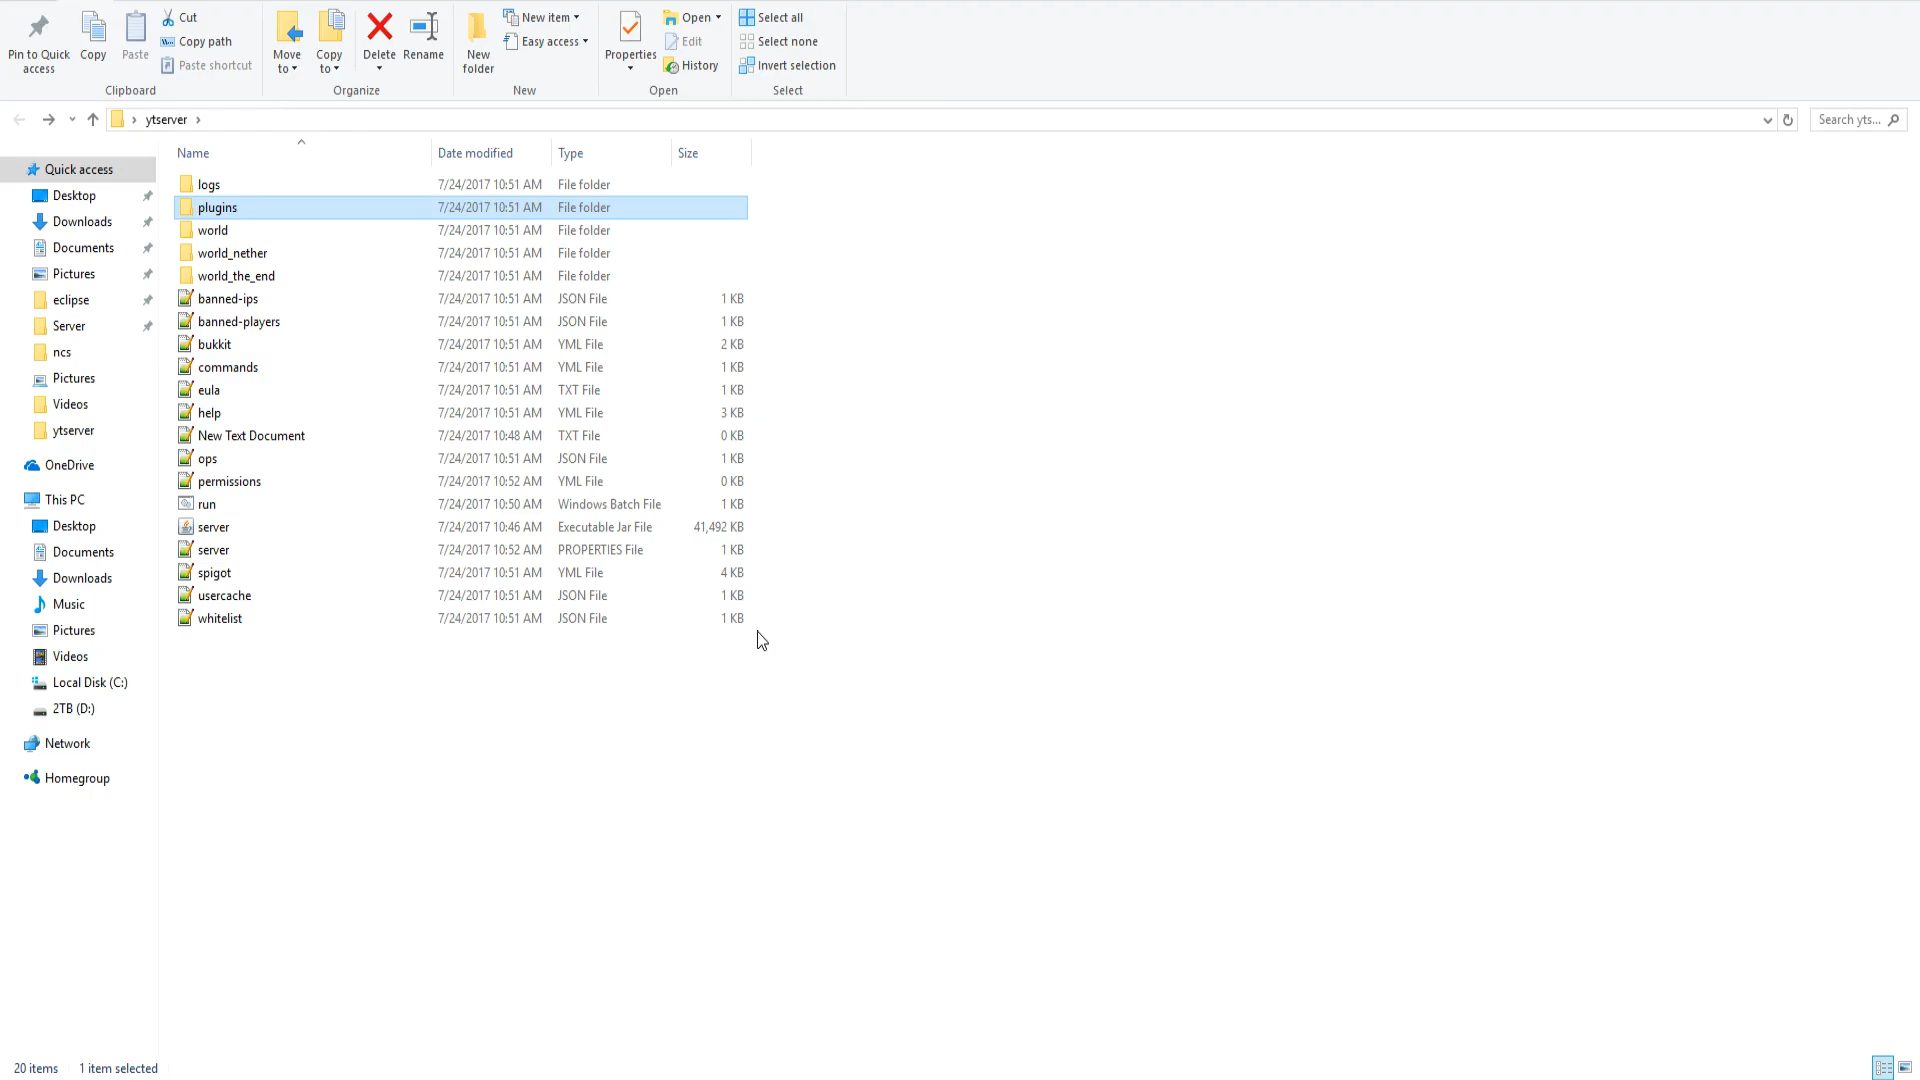 Pin to Quick access
Copy
Paste
Cut
Copy path
Paste shortcut
Clipboard
Move to
Copy to
Delete
Rename
Organize
New folder
New item
Easy access
New
Properties
Open
Edit
History
Open
Select all
Select none
Invert selection
Select
ytserver
Search yts...
Name Date modified Type Size
logs 7/24/2017 10:51 AM File folder
plugins 7/24/2017 10:51 AM File folder
world 7/24/2017 10:51 AM File folder
world_nether 7/24/2017 10:51 AM File folder
world_the_end 7/24/2017 10:51 AM File folder
banned-ips 7/24/2017 10:51 AM JSON File 1 KB
banned-players 7/24/2017 10:51 AM JSON File 1 KB
bukkit 7/24/2017 10:51 AM YML File 2 KB
commands 7/24/2017 10:51 AM YML File 1 KB
eula 7/24/2017 10:51 AM TXT File 1 KB
help 7/24/2017 10:51 AM YML File 3 KB
New Text Document 7/24/2017 10:48 AM TXT File 0 KB
ops 7/24/2017 10:51 AM JSON File 1 KB
permissions 7/24/2017 10:52 AM YML File 0 KB
run 7/24/2017 10:50 AM Windows Batch File 1 KB
server 7/24/2017 10:46 AM Executable Jar File 41,492 KB
server 7/24/2017 10:52 AM PROPERTIES File 1 KB
spigot 7/24/2017 10:51 AM YML File 4 KB
usercache 7/24/2017 10:51 AM JSON File 1 KB
whitelist 7/24/2017 10:51 AM JSON File 1 KB
Quick access
Desktop
Downloads
Documents
Pictures
eclipse
Server
ncs
Pictures
Videos
ytserver
OneDrive
This PC
Desktop
Documents
Downloads
Music
Pictures
Videos
Local Disk (C:)
2TB (D:)
Network
Homegroup
20 items 1 item selected